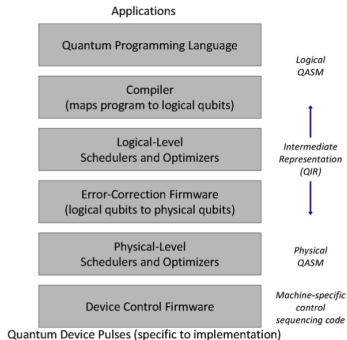 Applications
Quantum Programming Language
Logical
QASM
Compiler
(maps program to logical qubits)
Logical-Level
Schedulers and Optimizers
Intermediate
Representation
(QIR)
Error-Correction Firmware
(logical qubits to physical qubits)
Physical-Level
Schedulers and Optimizers
Physical
QASM
Device Control Firmware
Machine-specific
control
sequencing code
Quantum Device Pulses (specific to implementation)